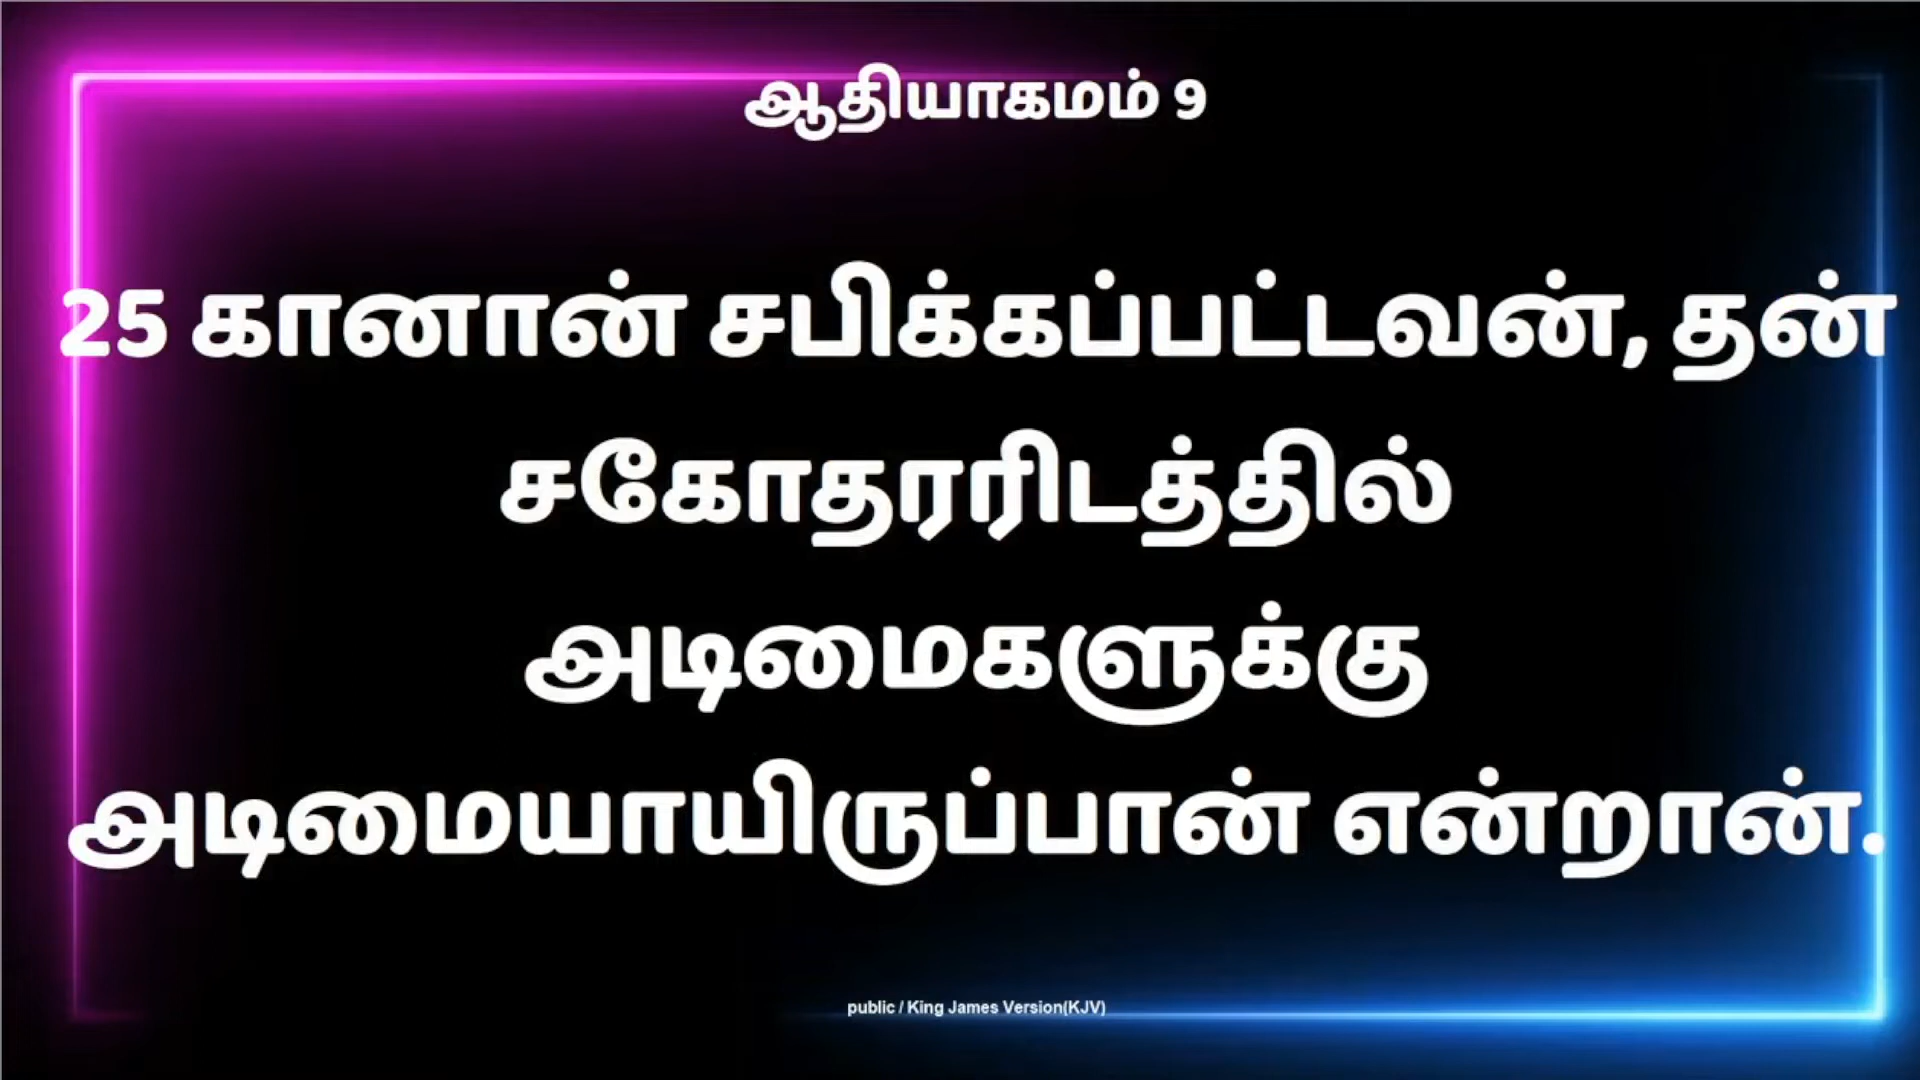 ஆதியாகமம் 9
25 கானான் சபிக்கப்பட்டவன், தன்
சகோதரரிடத்தில்
அடிமைகளுக்கு
அடிமையாயிருப்பான் என்றான்.
public / King James Version(KJV)